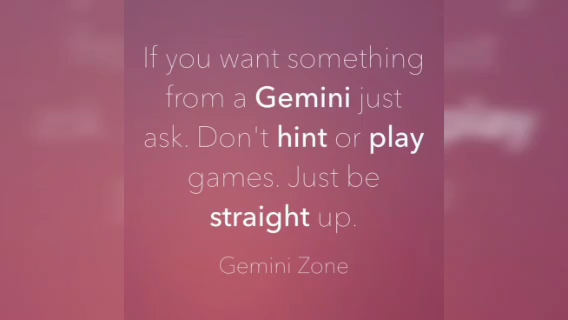 If you want something
from a Gemini just
ask. Don't hint or play
games. Just be
straight up.
Gemini Zone